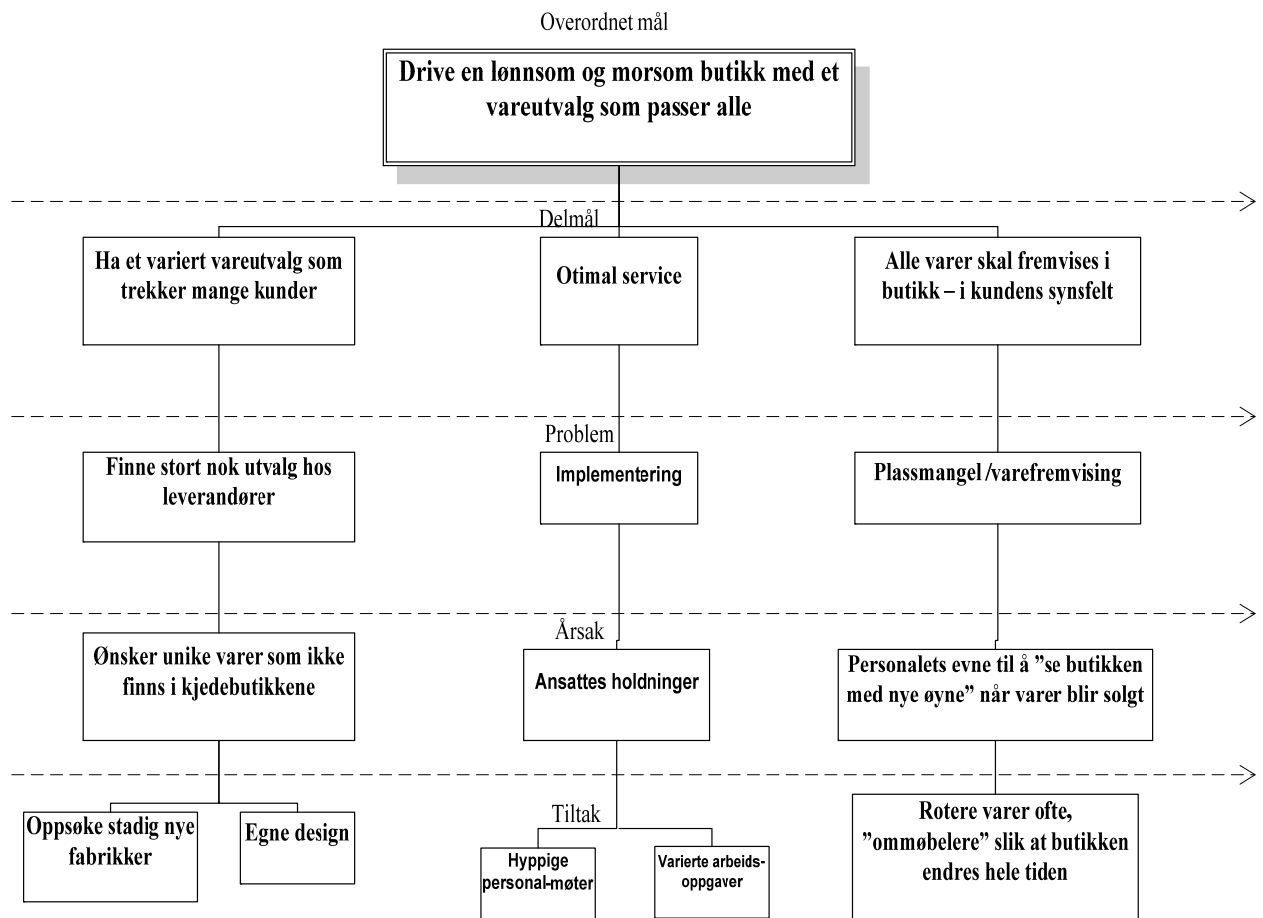 Overordnet mål
Drive en lønnsom og morsom butikk med et
vareutvalg som passer alle
Delmål
Ha et variert vareutvalg som
trekker mange kunder
Otimal service
Alle varer skal fremvises i
butikk – i kundens synsfelt
Problem
Finne stort nok utvalg hos
leverandører
Implementering
Plassmangel /varefremvising
Årsak
Ønsker unike varer som ikke
finns i kjedebutikkene
Ansattes holdninger
Personalets evne til å ”se butikken
med nye øyne” når varer blir solgt
Tiltak
Oppsøke stadig nye
fabrikker
Egne design
Hyppige
personal-møter
Varierte arbeids-
oppgaver
Rotere varer ofte,
”ommøbelere” slik at butikken
endres hele tiden